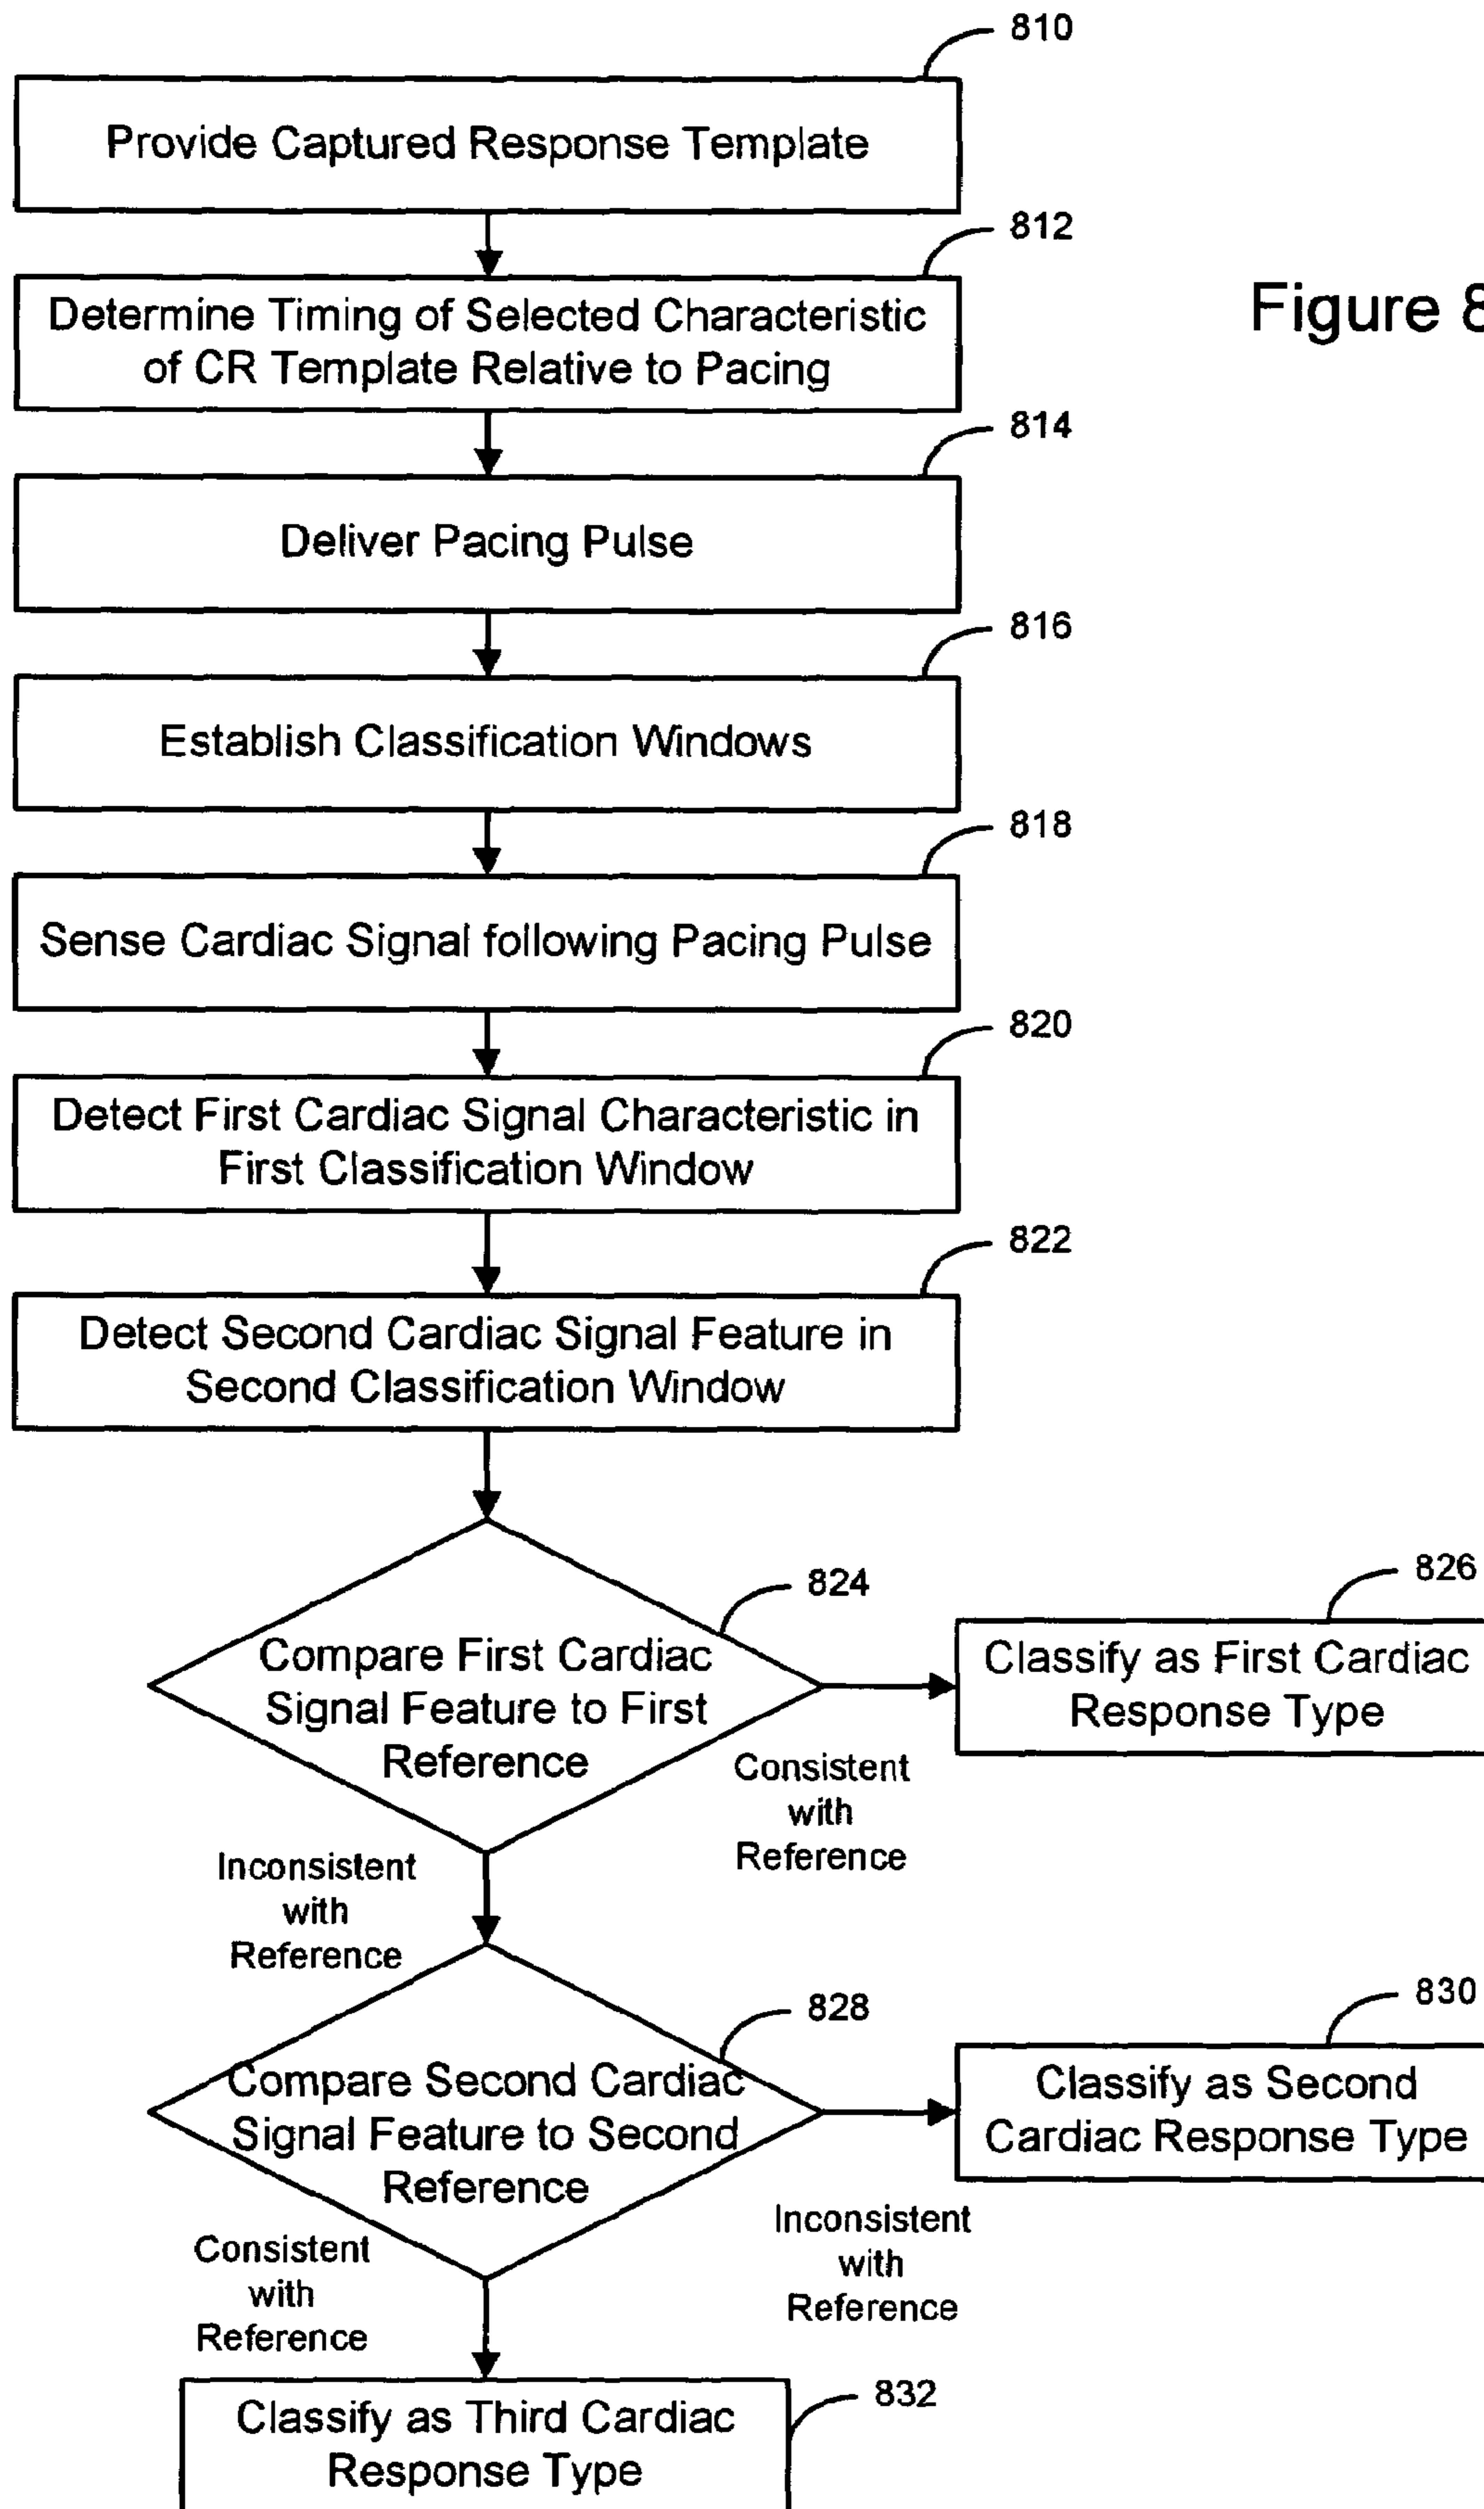 810
Provide Captured Response Template
812
Determine Timing of Selected Characteristic
of CR Template Relative to Pacing
Figure 8
814
Deliver Pacing Pulse
816
Establish Classification Windows
818
Sense Cardiac Signal following Pacing Pulse
820
Detect First Cardiac Signal Characteristic in
First Classification Window
822
Detect Second Cardiac Signal Feature in
Second Classification Window
824
Compare First Cardiac
Signal Feature to First
Reference
826
Classify as First Cardiac
Response Type
Consistent
with
Reference
Inconsistent
with
Reference
828
Compare Second Cardiac
Signal Feature to Second
Reference
830
Classify as Second
Cardiac Response Type
Inconsistent
with
Reference
Consistent
with
Reference
832
Classify as Third Cardiac
Response Type